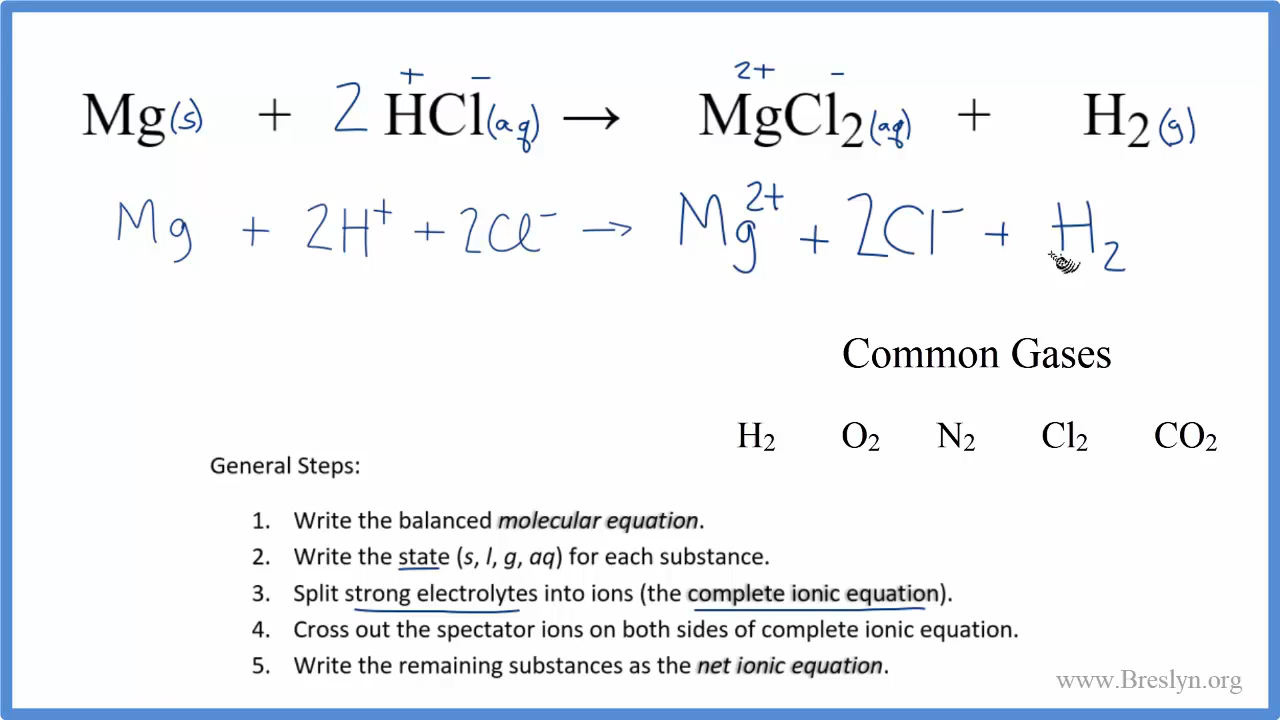 + − 2+ −
Mg(s) + 2 HCl(aq) → MgCl₂(aq) + H₂(g)
Mg + 2H⁺ + 2Cl⁻ → Mg²⁺ + 2Cl⁻ + H₂
Common Gases
H₂ O₂ N₂ Cl₂ CO₂
General Steps:
1. Write the balanced molecular equation.
2. Write the state (s, l, g, aq) for each substance.
3. Split strong electrolytes into ions (the complete ionic equation).
4. Cross out the spectator ions on both sides of complete ionic equation.
5. Write the remaining substances as the net ionic equation.
www.Breslyn.org